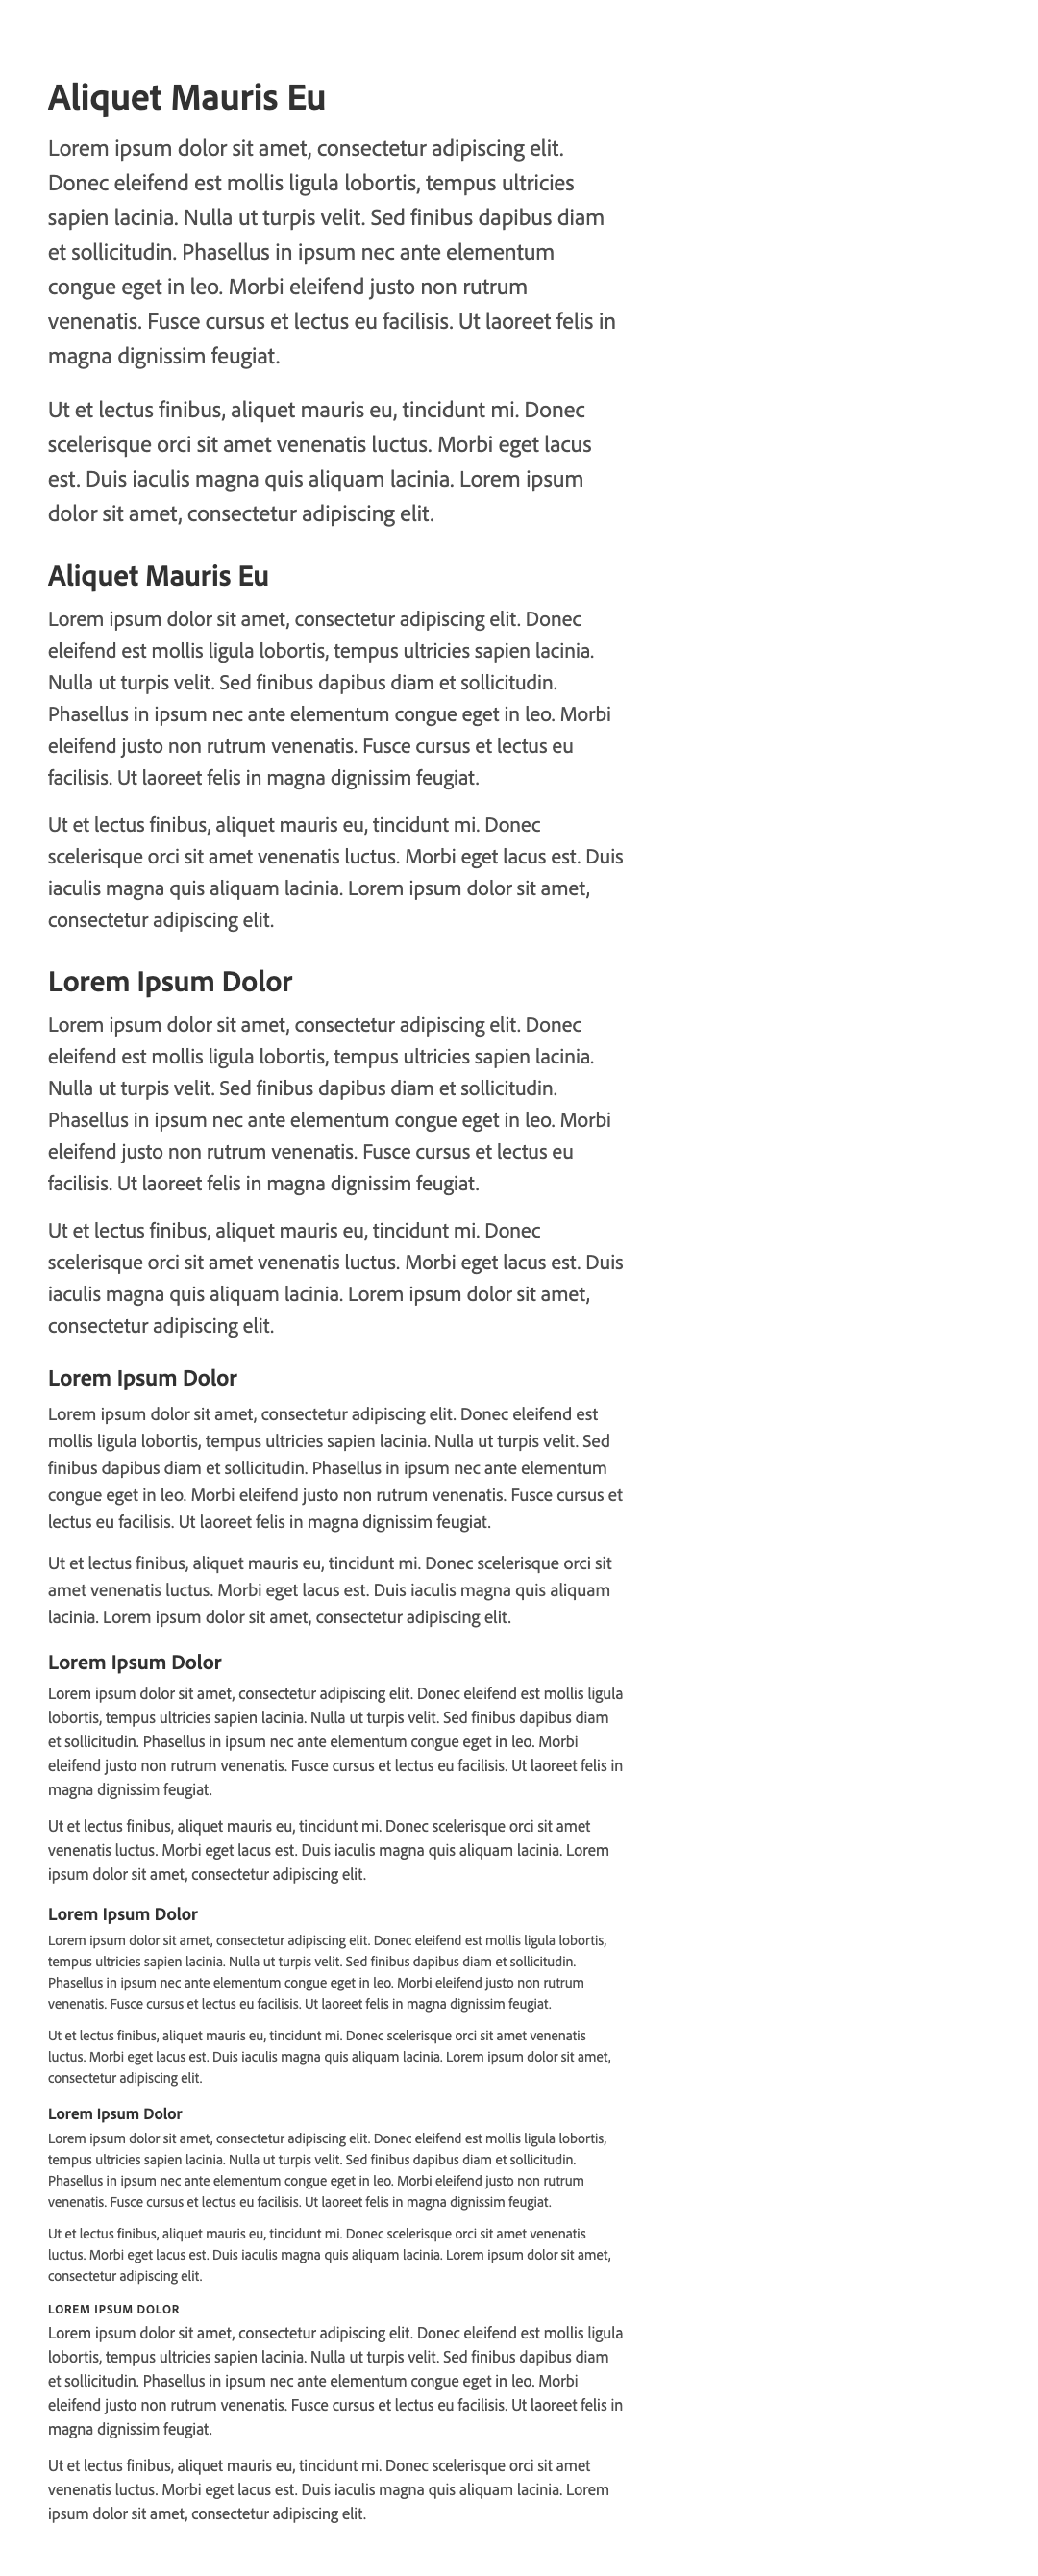 Aliquet Mauris Eu
Lorem ipsum dolor sit amet, consectetur adipiscing elit.
Donec eleifend est mollis ligula lobortis, tempus ultricies
sapien lacinia. Nulla ut turpis velit. Sed finibus dapibus diam
et sollicitudin. Phasellus in ipsum nec ante elementum
congue eget in leo. Morbi eleifend justo non rutrum
venenatis. Fusce cursus et lectus eu facilisis. Ut laoreet felis in
magna dignissim feugiat.
Ut et lectus finibus, aliquet mauris eu, tincidunt mi. Donec
scelerisque orci sit amet venenatis luctus. Morbi eget lacus
est. Duis iaculis magna quis aliquam lacinia. Lorem ipsum
dolor sit amet, consectetur adipiscing elit.
Aliquet Mauris Eu
Lorem ipsum dolor sit amet, consectetur adipiscing elit. Donec
eleifend est mollis ligula lobortis, tempus ultricies sapien lacinia.
Nulla ut turpis velit. Sed finibus dapibus diam et sollicitudin.
Phasellus in ipsum nec ante elementum congue eget in leo. Morbi
eleifend justo non rutrum venenatis. Fusce cursus et lectus eu
facilisis. Ut laoreet felis in magna dignissim feugiat.
Ut et lectus finibus, aliquet mauris eu, tincidunt mi. Donec
scelerisque orci sit amet venenatis luctus. Morbi eget lacus est. Duis
iaculis magna quis aliquam lacinia. Lorem ipsum dolor sit amet,
consectetur adipiscing elit.
Lorem Ipsum Dolor
Lorem ipsum dolor sit amet, consectetur adipiscing elit. Donec
eleifend est mollis ligula lobortis, tempus ultricies sapien lacinia.
Nulla ut turpis velit. Sed finibus dapibus diam et sollicitudin.
Phasellus in ipsum nec ante elementum congue eget in leo. Morbi
eleifend justo non rutrum venenatis. Fusce cursus et lectus eu
facilisis. Ut laoreet felis in magna dignissim feugiat.
Ut et lectus finibus, aliquet mauris eu, tincidunt mi. Donec
scelerisque orci sit amet venenatis luctus. Morbi eget lacus est. Duis
iaculis magna quis aliquam lacinia. Lorem ipsum dolor sit amet,
consectetur adipiscing elit.
Lorem Ipsum Dolor
Lorem ipsum dolor sit amet, consectetur adipiscing elit. Donec eleifend est
mollis ligula lobortis, tempus ultricies sapien lacinia. Nulla ut turpis velit. Sed
finibus dapibus diam et sollicitudin. Phasellus in ipsum nec ante elementum
congue eget in leo. Morbi eleifend justo non rutrum venenatis. Fusce cursus et
lectus eu facilisis. Ut laoreet felis in magna dignissim feugiat.
Ut et lectus finibus, aliquet mauris eu, tincidunt mi. Donec scelerisque orci sit
amet venenatis luctus. Morbi eget lacus est. Duis iaculis magna quis aliquam
lacinia. Lorem ipsum dolor sit amet, consectetur adipiscing elit.
Lorem Ipsum Dolor
Lorem ipsum dolor sit amet, consectetur adipiscing elit. Donec eleifend est mollis ligula
lobortis, tempus ultricies sapien lacinia. Nulla ut turpis velit. Sed finibus dapibus diam
et sollicitudin. Phasellus in ipsum nec ante elementum congue eget in leo. Morbi
eleifend justo non rutrum venenatis. Fusce cursus et lectus eu facilisis. Ut laoreet felis in
magna dignissim feugiat.
Ut et lectus finibus, aliquet mauris eu, tincidunt mi. Donec scelerisque orci sit amet
venenatis luctus. Morbi eget lacus est. Duis iaculis magna quis aliquam lacinia. Lorem
ipsum dolor sit amet, consectetur adipiscing elit.
Lorem Ipsum Dolor
Lorem ipsum dolor sit amet, consectetur adipiscing elit. Donec eleifend est mollis ligula lobortis,
tempus ultricies sapien lacinia. Nulla ut turpis velit. Sed finibus dapibus diam et sollicitudin.
Phasellus in ipsum nec ante elementum congue eget in leo. Morbi eleifend justo non rutrum
venenatis. Fusce cursus et lectus eu facilisis. Ut laoreet felis in magna dignissim feugiat.
Ut et lectus finibus, aliquet mauris eu, tincidunt mi. Donec scelerisque orci sit amet venenatis
luctus. Morbi eget lacus est. Duis iaculis magna quis aliquam lacinia. Lorem ipsum dolor sit amet,
consectetur adipiscing elit.
Lorem Ipsum Dolor
Lorem ipsum dolor sit amet, consectetur adipiscing elit. Donec eleifend est mollis ligula lobortis,
tempus ultricies sapien lacinia. Nulla ut turpis velit. Sed finibus dapibus diam et sollicitudin.
Phasellus in ipsum nec ante elementum congue eget in leo. Morbi eleifend justo non rutrum
venenatis. Fusce cursus et lectus eu facilisis. Ut laoreet felis in magna dignissim feugiat.
Ut et lectus finibus, aliquet mauris eu, tincidunt mi. Donec scelerisque orci sit amet venenatis
luctus. Morbi eget lacus est. Duis iaculis magna quis aliquam lacinia. Lorem ipsum dolor sit amet,
consectetur adipiscing elit.
LOREM IPSUM DOLOR
Lorem ipsum dolor sit amet, consectetur adipiscing elit. Donec eleifend est mollis ligula
lobortis, tempus ultricies sapien lacinia. Nulla ut turpis velit. Sed finibus dapibus diam
et sollicitudin. Phasellus in ipsum nec ante elementum congue eget in leo. Morbi
eleifend justo non rutrum venenatis. Fusce cursus et lectus eu facilisis. Ut laoreet felis in
magna dignissim feugiat.
Ut et lectus finibus, aliquam mauris eu, tincidunt mi. Donec scelerisque orci sit amet
venenatis luctus. Morbi eget lacus est. Duis iaculis magna quis aliquam lacinia. Lorem
ipsum dolor sit amet, consectetur adipiscing elit.